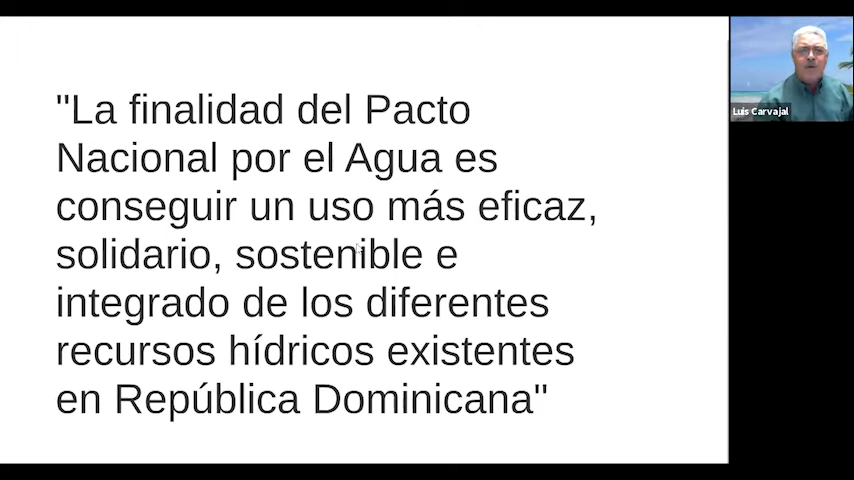 "La finalidad del Pacto
Nacional por el Agua es
conseguir un uso más eficaz,
solidario, sostenible e
integrado de los diferentes
recursos hídricos existentes
en República Dominicana"
Luis Carvajal